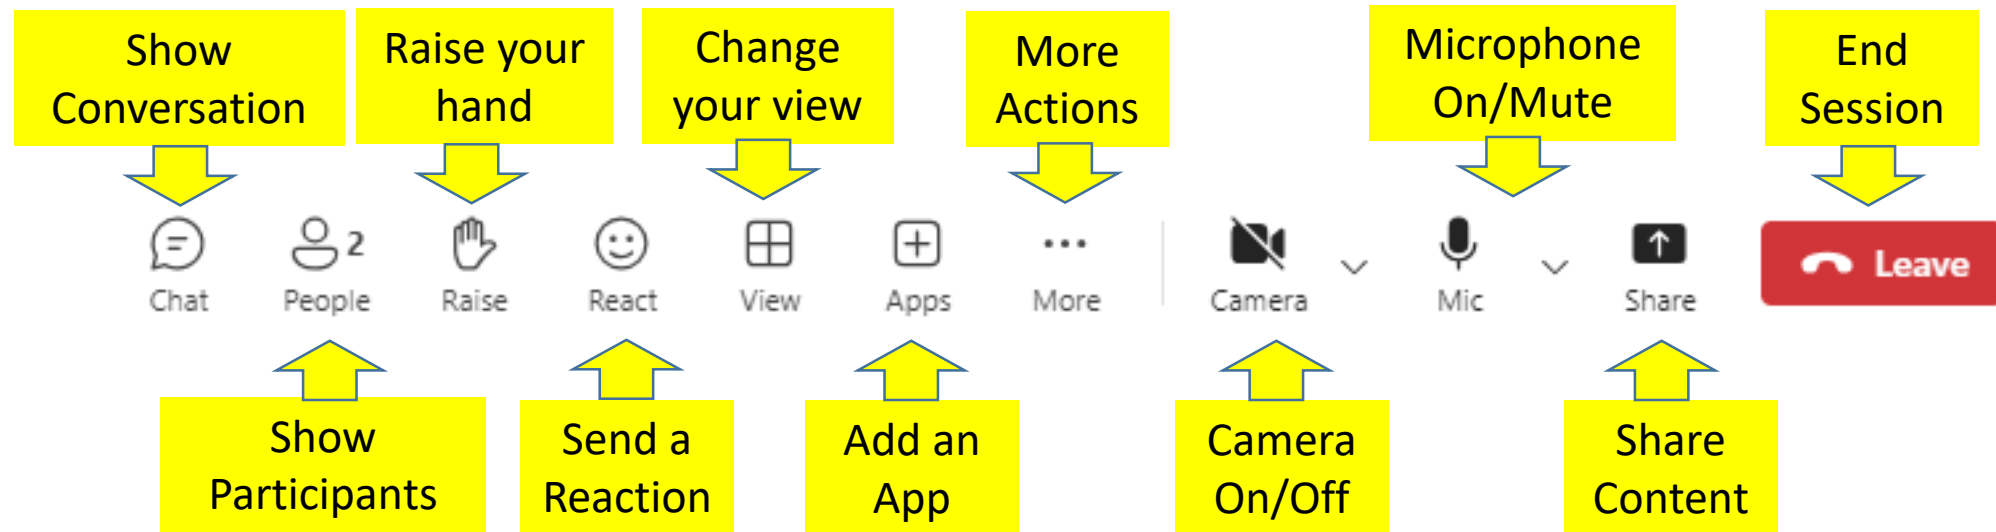 Show
Conversation
Raise your
hand
Change
your view
More
Actions
Microphone
On/Mute
End
Session
Chat
People
2
Raise
React
View
Apps
More
Camera
Mic
Share
Leave
Show
Participants
Send a
Reaction
Add an
App
Camera
On/Off
Share
Content